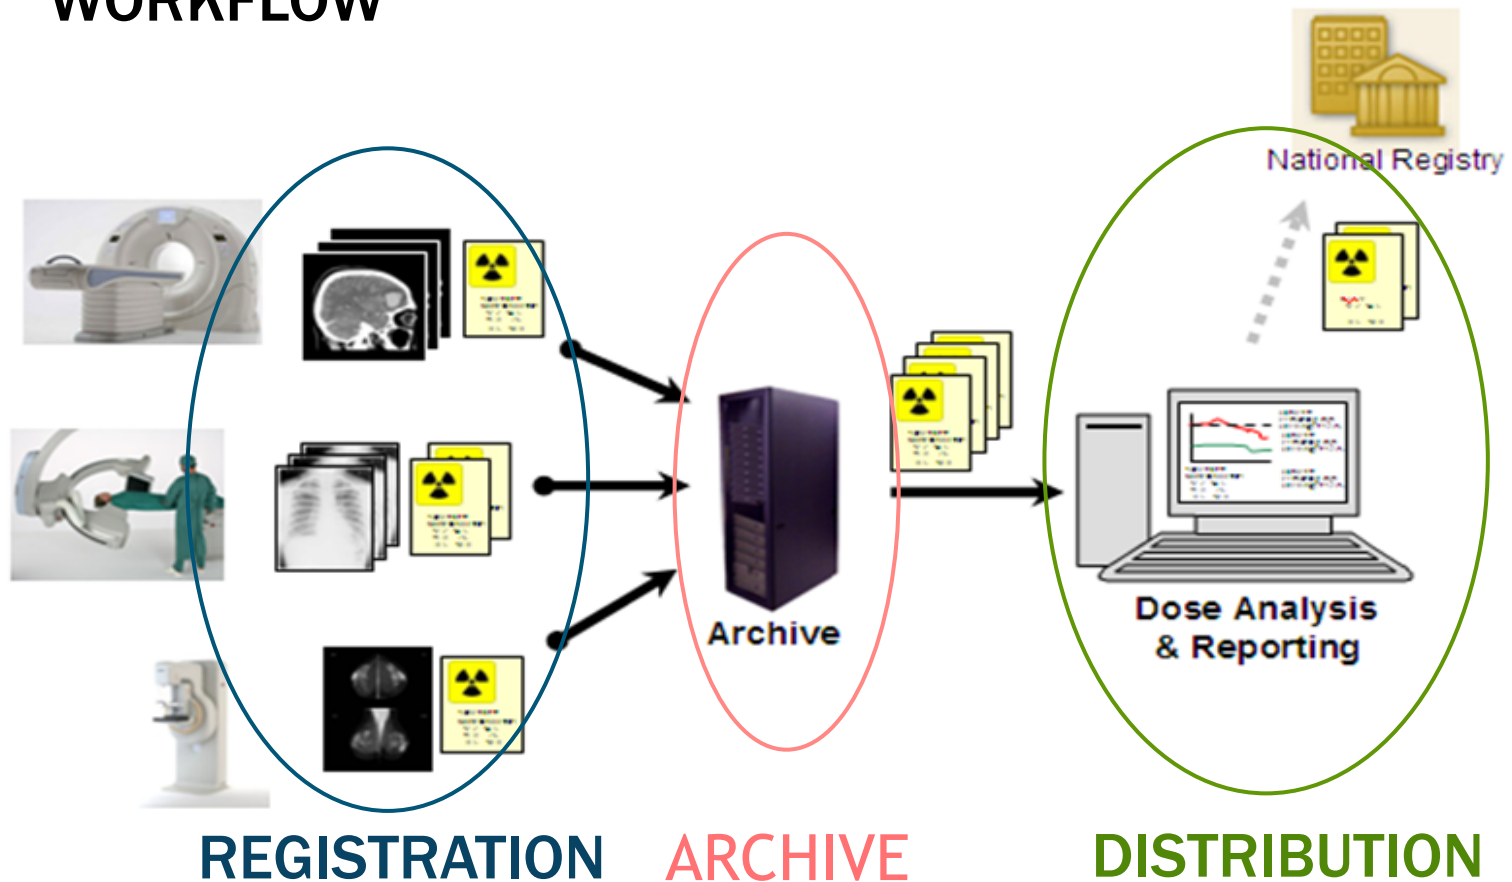 WORKFLOW
National Registry
Archive
Dose Analysis
& Reporting
REGISTRATION
ARCHIVE
DISTRIBUTION